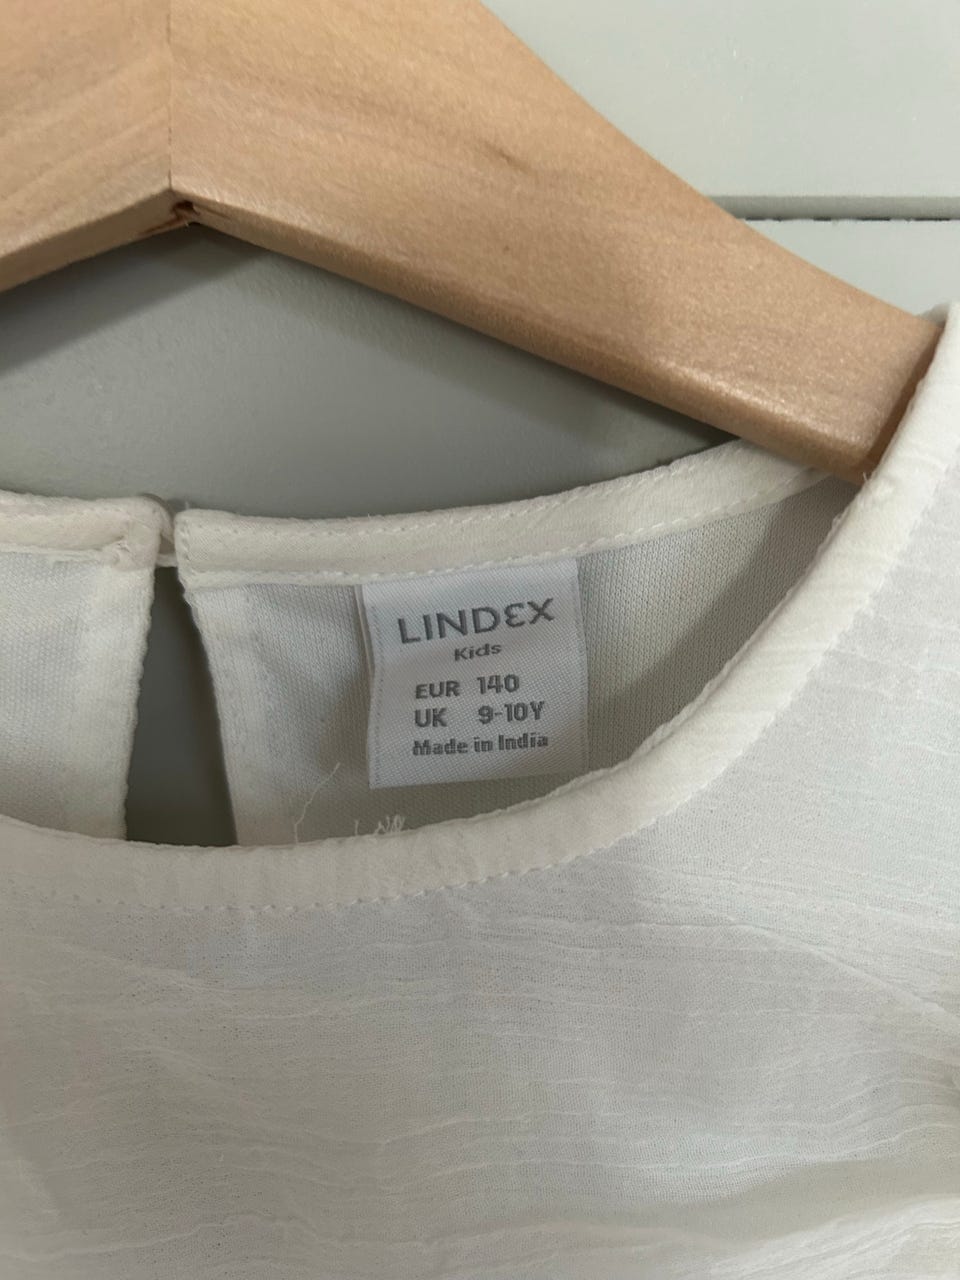 LINDEX
Kids
EUR 140
UK 9-10Y
Made in India